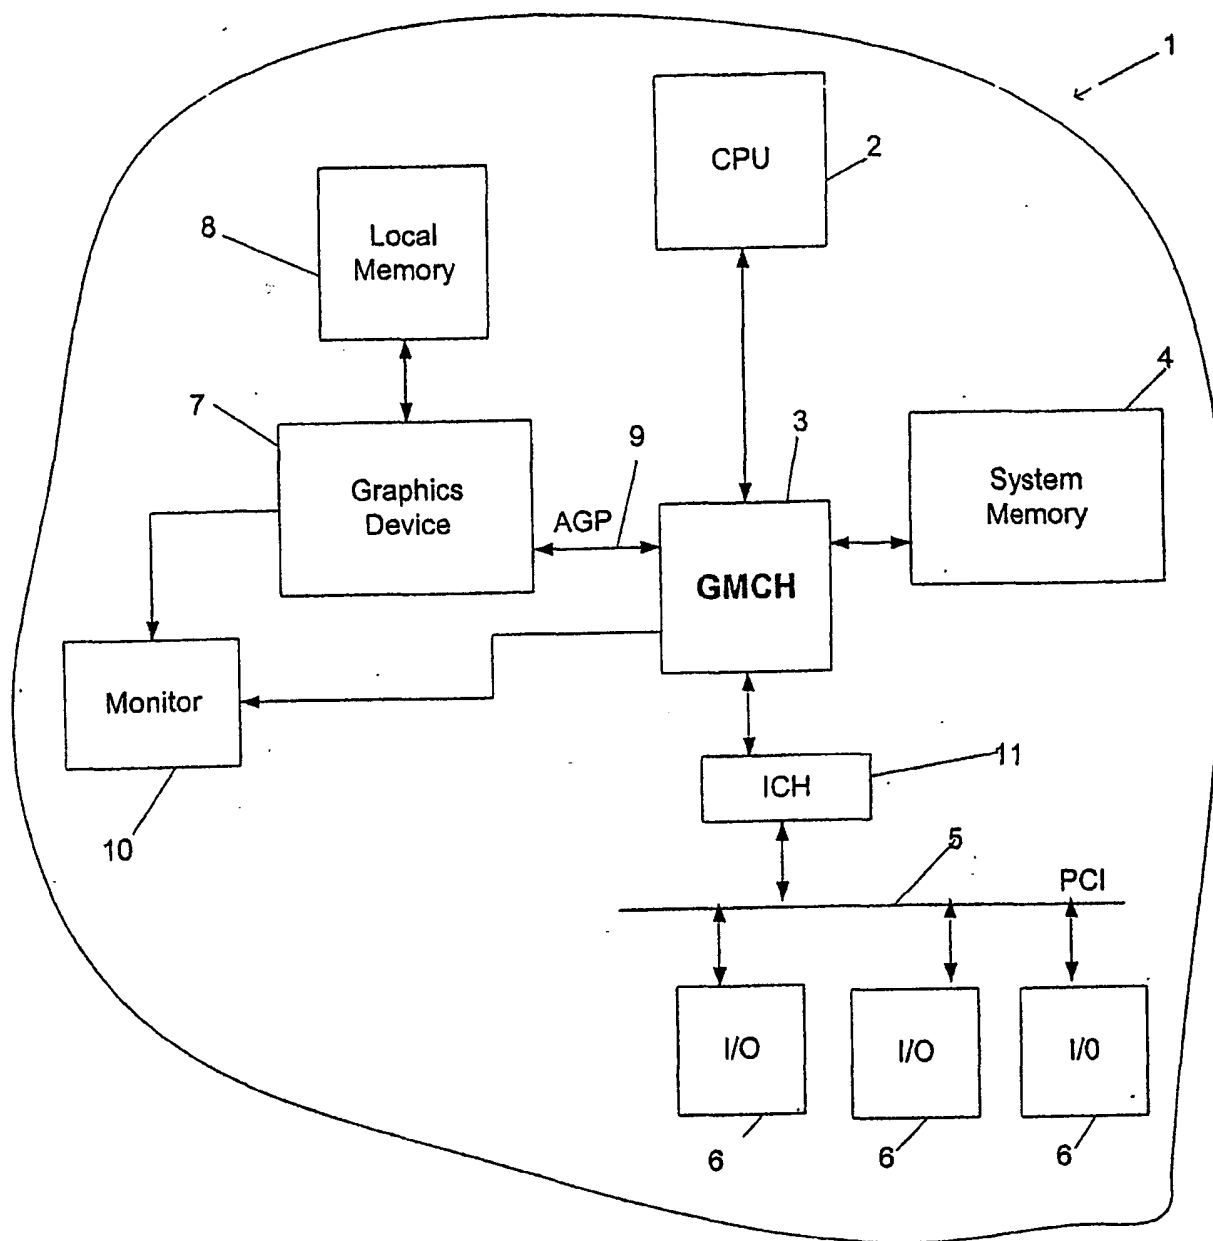 1
CPU
2
8
Local
Memory
4
7
9
3
Graphics
Device
AGP
System
Memory
GMCH
Monitor
10
11
ICH
5
PCI
I/O
I/O
I/0
6
6
6